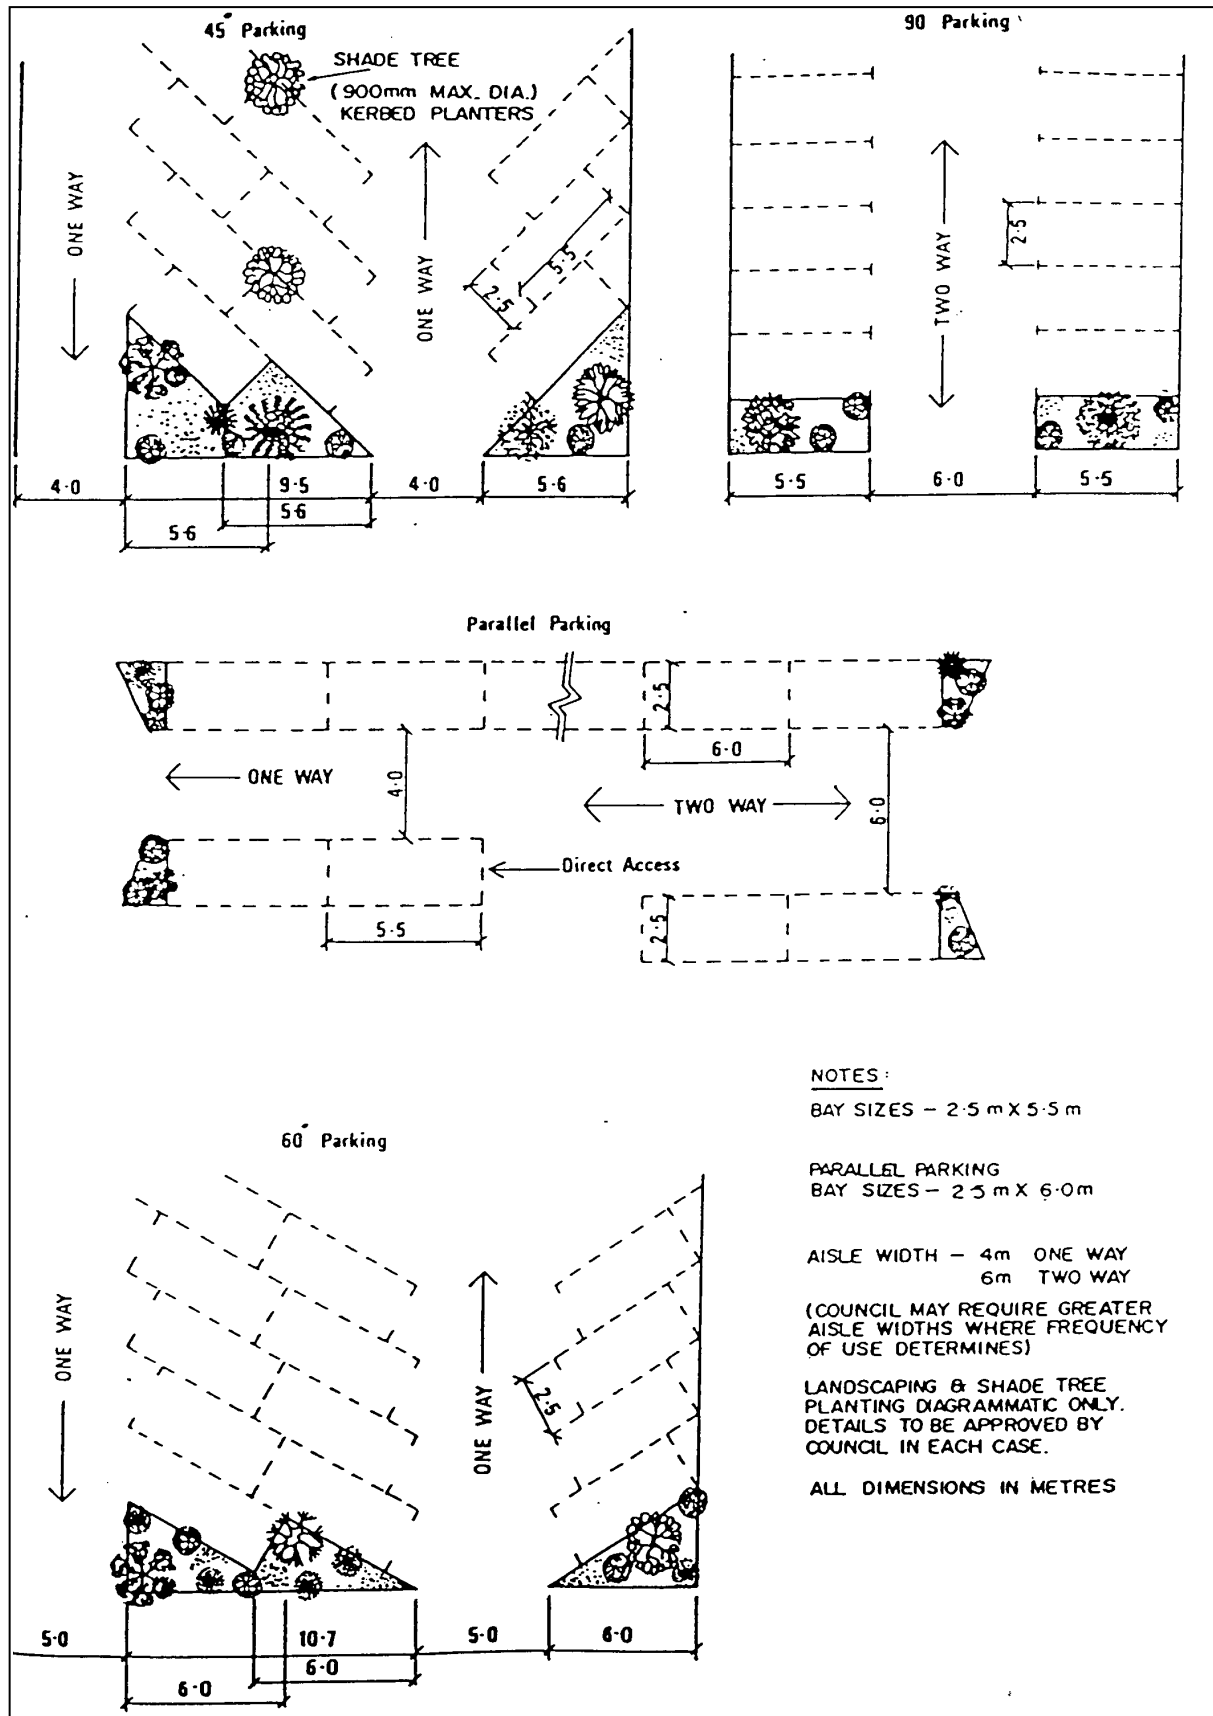 45° Parking
SHADE TREE
(900mm MAX. DIA.)
KERBED PLANTERS
ONE WAY
ONE WAY
5·5
2·5
4·0
9·5
4·0
5·6
5·6
5·6
90 Parking
TWO WAY
2·5
5·5
6·0
5·5
Parallel Parking
2·5
6·0
ONE WAY
4·0
TWO WAY
6·0
Direct Access
5·5
2·5
60° Parking
ONE WAY
ONE WAY
2·5
5·0
10·7
5·0
6·0
6·0
6·0
NOTES:
BAY SIZES – 2·5 m X 5·5 m
PARALLEL PARKING
BAY SIZES – 2·5 m X 6·0m
AISLE WIDTH – 4m ONE WAY
6m TWO WAY
(COUNCIL MAY REQUIRE GREATER
AISLE WIDTHS WHERE FREQUENCY
OF USE DETERMINES)
LANDSCAPING & SHADE TREE
PLANTING DIAGRAMMATIC ONLY.
DETAILS TO BE APPROVED BY
COUNCIL IN EACH CASE.
ALL DIMENSIONS IN METRES